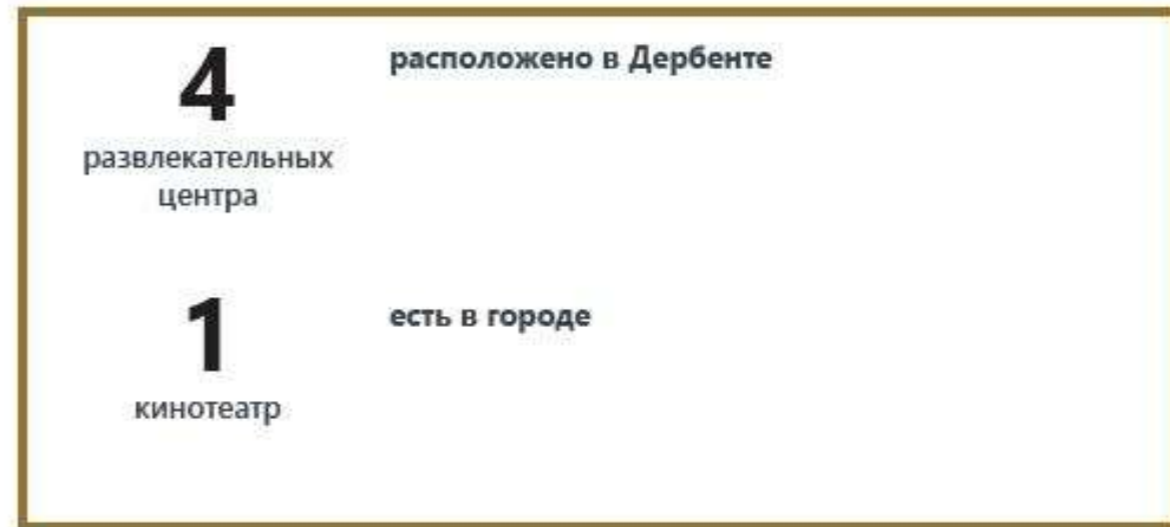 4
развлекательных
центра
расположено в Дербенте
1
кинотеатр
есть в городе